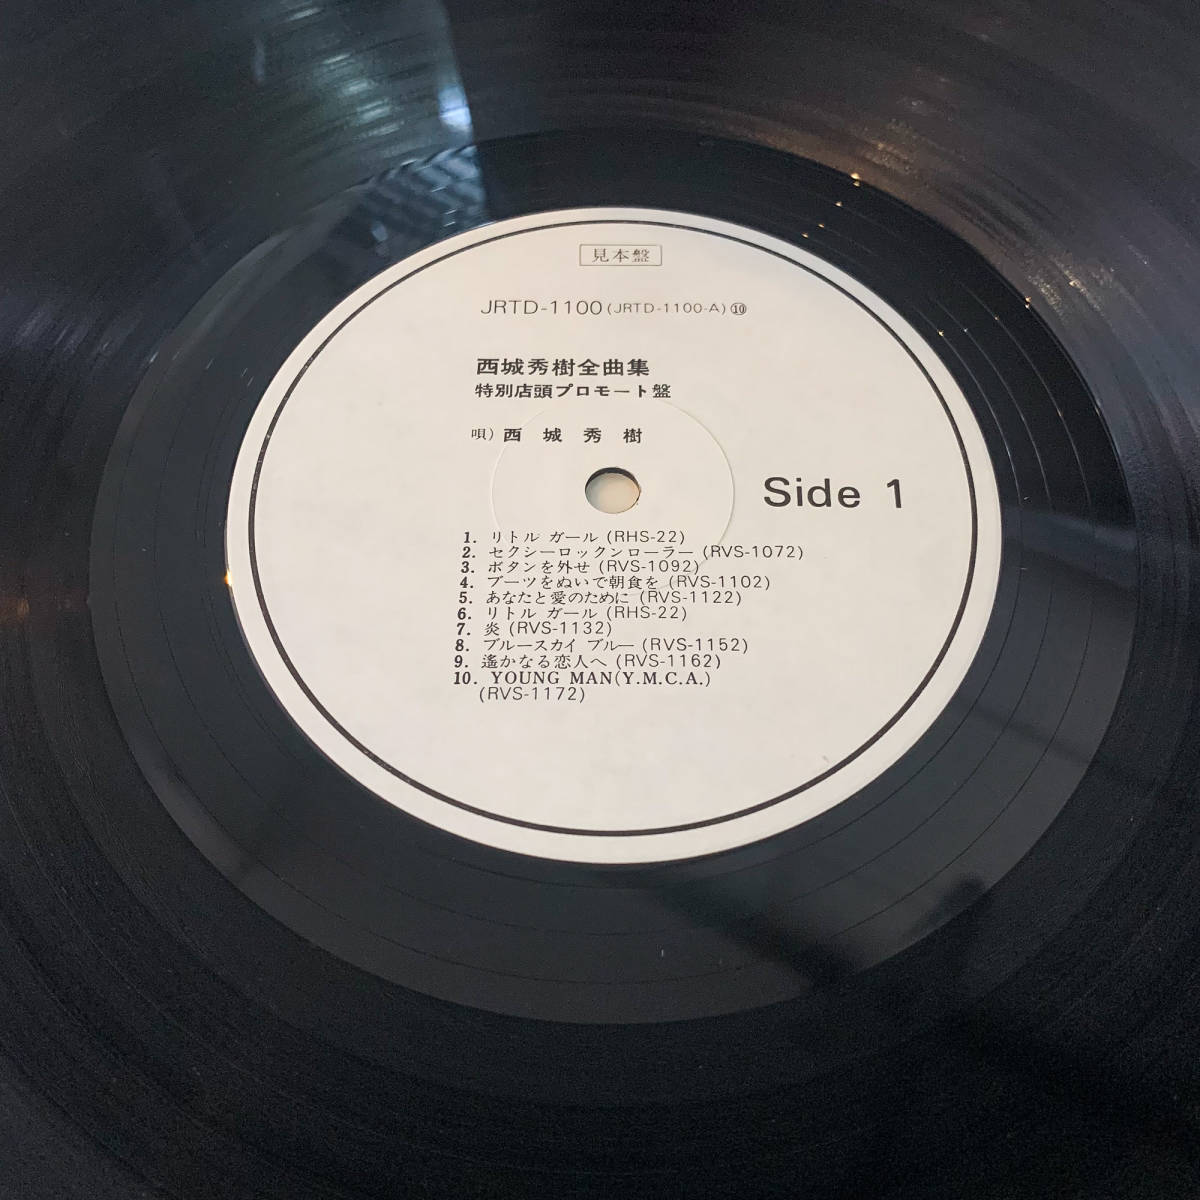 見本盤
JRTD-1100(JRTD-1100-A)⑩
西城秀樹全曲集
特別店頭プロモート盤
唄)西城秀樹
Side 1
1. リトル ガール (RHS-22)
2. セクシーロックンローラー (RVS-1072)
3. ボタンを外せ (RVS-1092)
4. ブーツをぬいで朝食を (RVS-1102)
5. あなたと愛のために (RVS-1122)
6. リトル ガール (RHS-22)
7. 炎 (RVS-1132)
8. ブルースカイ ブルー (RVS-1152)
9. 遙かなる恋人へ (RVS-1162)
10. YOUNG MAN(Y.M.C.A.)
(RVS-1172)